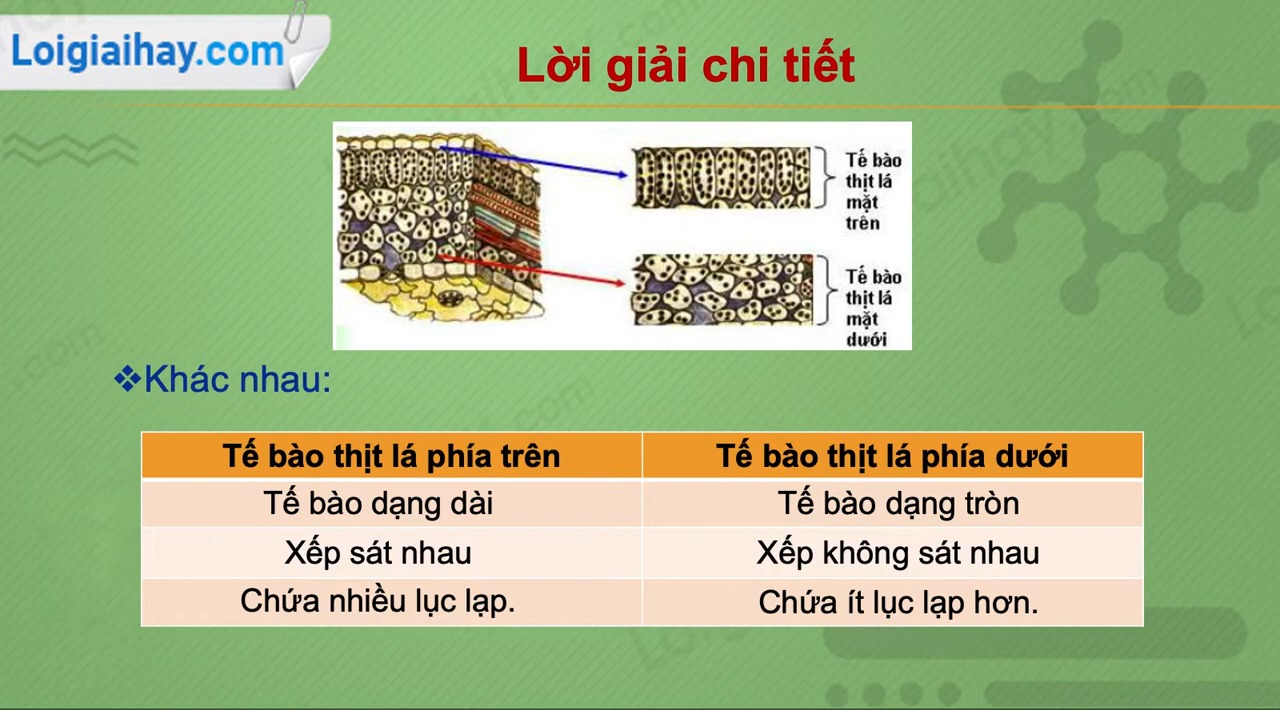 Loigiaihay.com
Lời giải chi tiết
Tế bào
thịt lá
mặt
trên
Tế bào
thịt lá
mặt
dưới
❖Khác nhau:
Tế bào thịt lá phía trên
Tế bào thịt lá phía dưới
Tế bào dạng dài
Tế bào dạng tròn
Xếp sát nhau
Xếp không sát nhau
Chứa nhiều lục lạp.
Chứa ít lục lạp hơn.